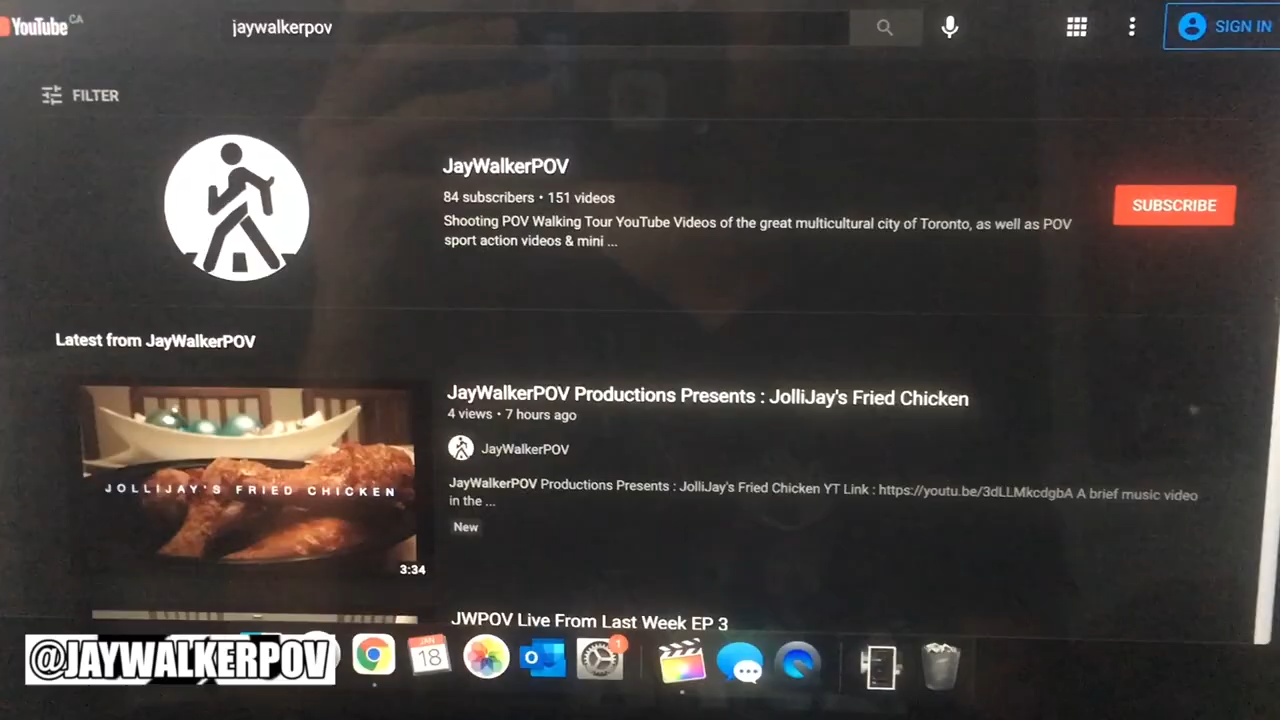 YouTube CA
jaywalkerpov
SIGN IN
FILTER
JayWalkerPOV
84 subscribers • 151 videos
Shooting POV Walking Tour YouTube Videos of the great multicultural city of Toronto, as well as POV
sport action videos & mini ...
SUBSCRIBE
Latest from JayWalkerPOV
JayWalkerPOV Productions Presents : JolliJay's Fried Chicken
4 views • 7 hours ago
JayWalkerPOV
JayWalkerPOV Productions Presents : JolliJay's Fried Chicken YT Link : https://youtu.be/3dLLMkcdgbA A brief music video
in the ...
New
JOLLIJAY'S FRIED CHICKEN
3:34
JWPOV Live From Last Week EP 3
@JAYWALKERPOV
JAN
18
1